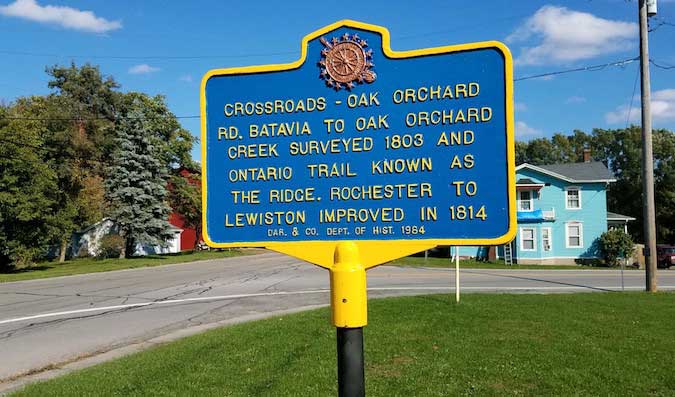 CROSSROADS - OAK ORCHARD
RD. BATAVIA TO OAK ORCHARD
CREEK SURVEYED 1803 AND
ONTARIO TRAIL KNOWN AS
THE RIDGE. ROCHESTER TO
LEWISTON IMPROVED IN 1814
DAR. & CO. DEPT. OF HIST. 1984